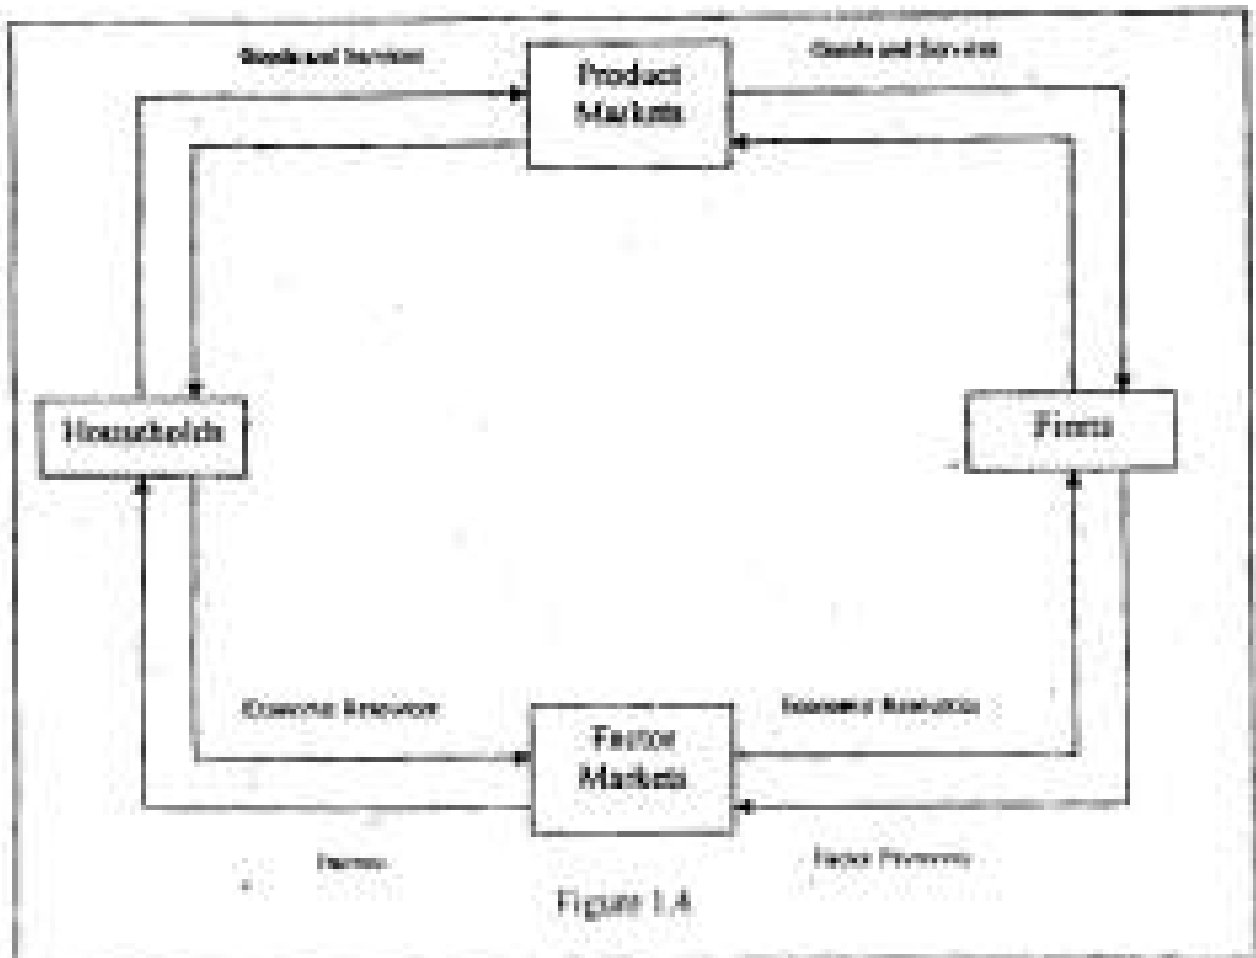 Goods and Services
Goods and Services
Product
Markets
Households
Firms
Economic Resources
Economic Resources
Factor
Markets
Income
Factor Payments
Figure 1.A